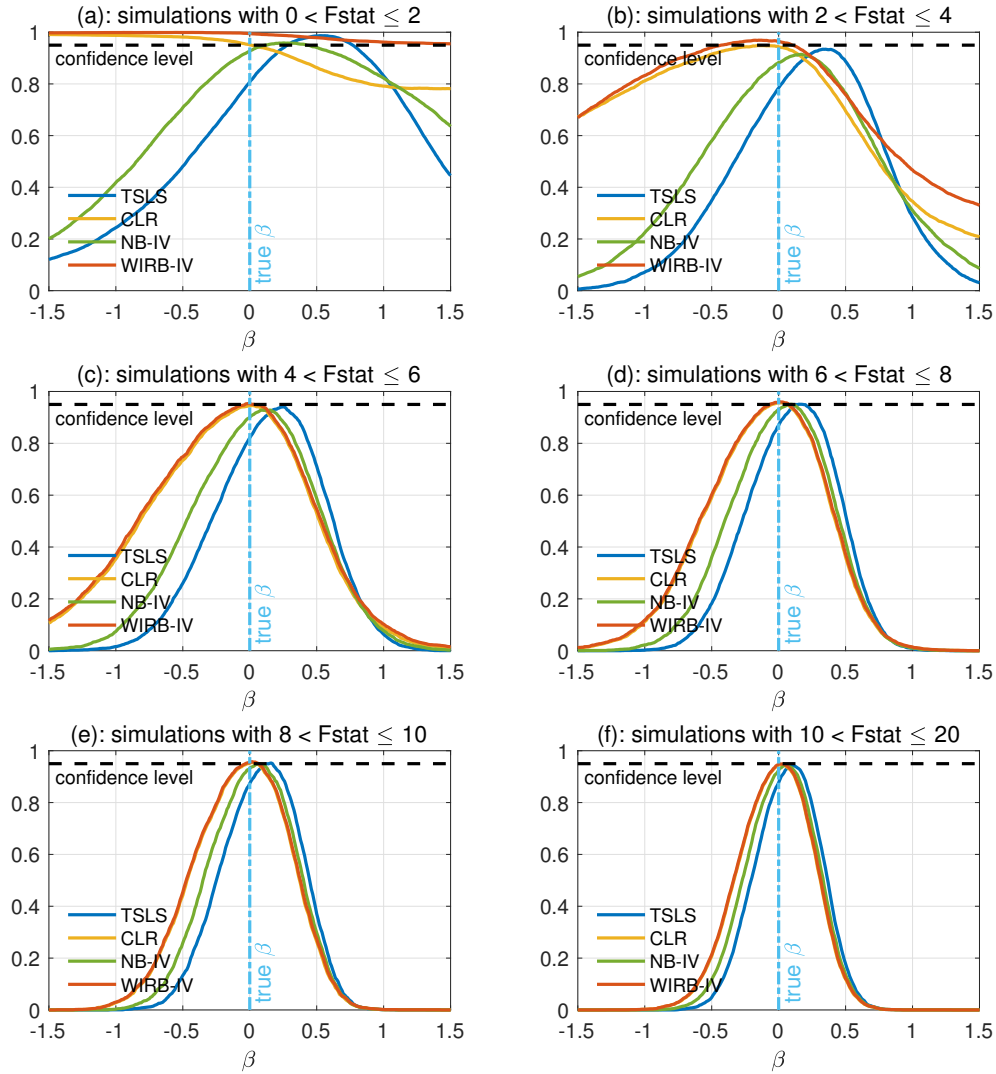 (a): simulations with 0 < Fstat ≤ 2
1
0.8
0.6
0.4
0.2
0
confidence level
TSLS
CLR
NB-IV
WIRB-IV
true β
-1.5 -1 -0.5 0 0.5 1 1.5
β
(b): simulations with 2 < Fstat ≤ 4
1
0.8
0.6
0.4
0.2
0
confidence level
TSLS
CLR
NB-IV
WIRB-IV
true β
-1.5 -1 -0.5 0 0.5 1 1.5
β
(c): simulations with 4 < Fstat ≤ 6
1
0.8
0.6
0.4
0.2
0
confidence level
TSLS
CLR
NB-IV
WIRB-IV
true β
-1.5 -1 -0.5 0 0.5 1 1.5
β
(d): simulations with 6 < Fstat ≤ 8
1
0.8
0.6
0.4
0.2
0
confidence level
TSLS
CLR
NB-IV
WIRB-IV
true β
-1.5 -1 -0.5 0 0.5 1 1.5
β
(e): simulations with 8 < Fstat ≤ 10
1
0.8
0.6
0.4
0.2
0
confidence level
TSLS
CLR
NB-IV
WIRB-IV
true β
-1.5 -1 -0.5 0 0.5 1 1.5
β
(f): simulations with 10 < Fstat ≤ 20
1
0.8
0.6
0.4
0.2
0
confidence level
TSLS
CLR
NB-IV
WIRB-IV
true β
-1.5 -1 -0.5 0 0.5 1 1.5
β